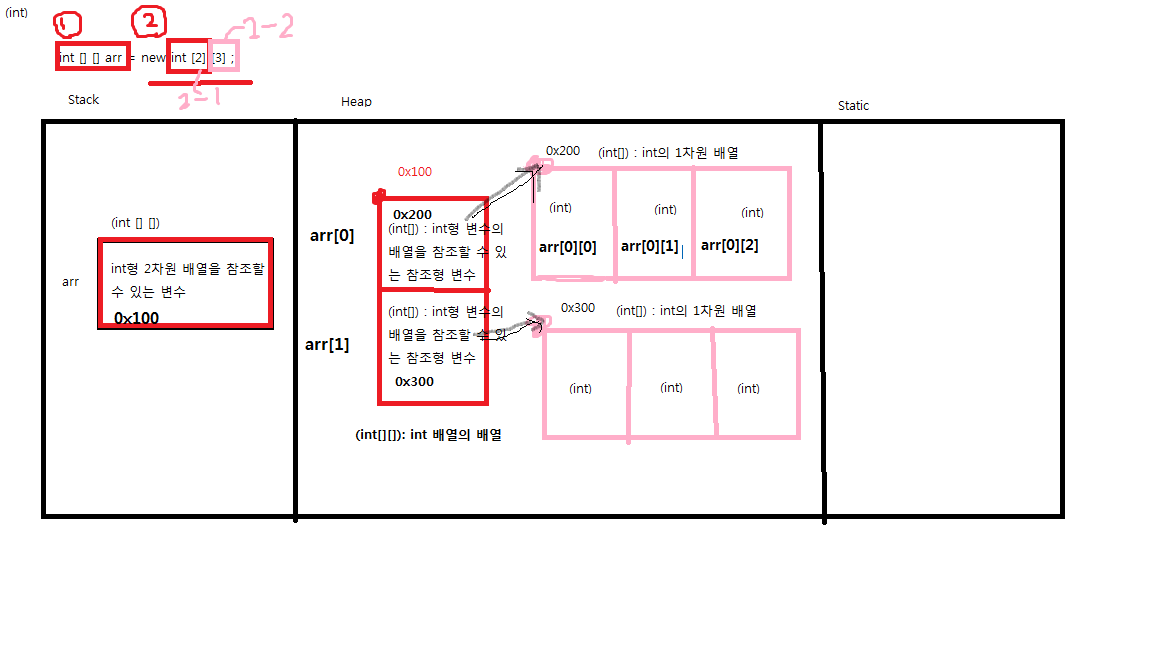 (int)
1
2
2-2
int [] [] arr = new int [2] [3] ;
2-1
Stack
Heap
Static
0x200 (int[]) : int의 1차원 배열
0x100
(int [] [])
arr
int형 2차원 배열을 참조할
수 있는 변수
0x100
arr[0]
0x200
(int[]) : int형 변수의
배열을 참조할 수 있
는 참조형 변수
(int)
(int)
(int)
arr[0][0]
arr[0][1]
arr[0][2]
arr[1]
(int[]) : int형 변수의
배열을 참조할 수 있
는 참조형 변수
0x300
0x300 (int[]) : int의 1차원 배열
(int)
(int)
(int)
(int[][]): int 배열의 배열